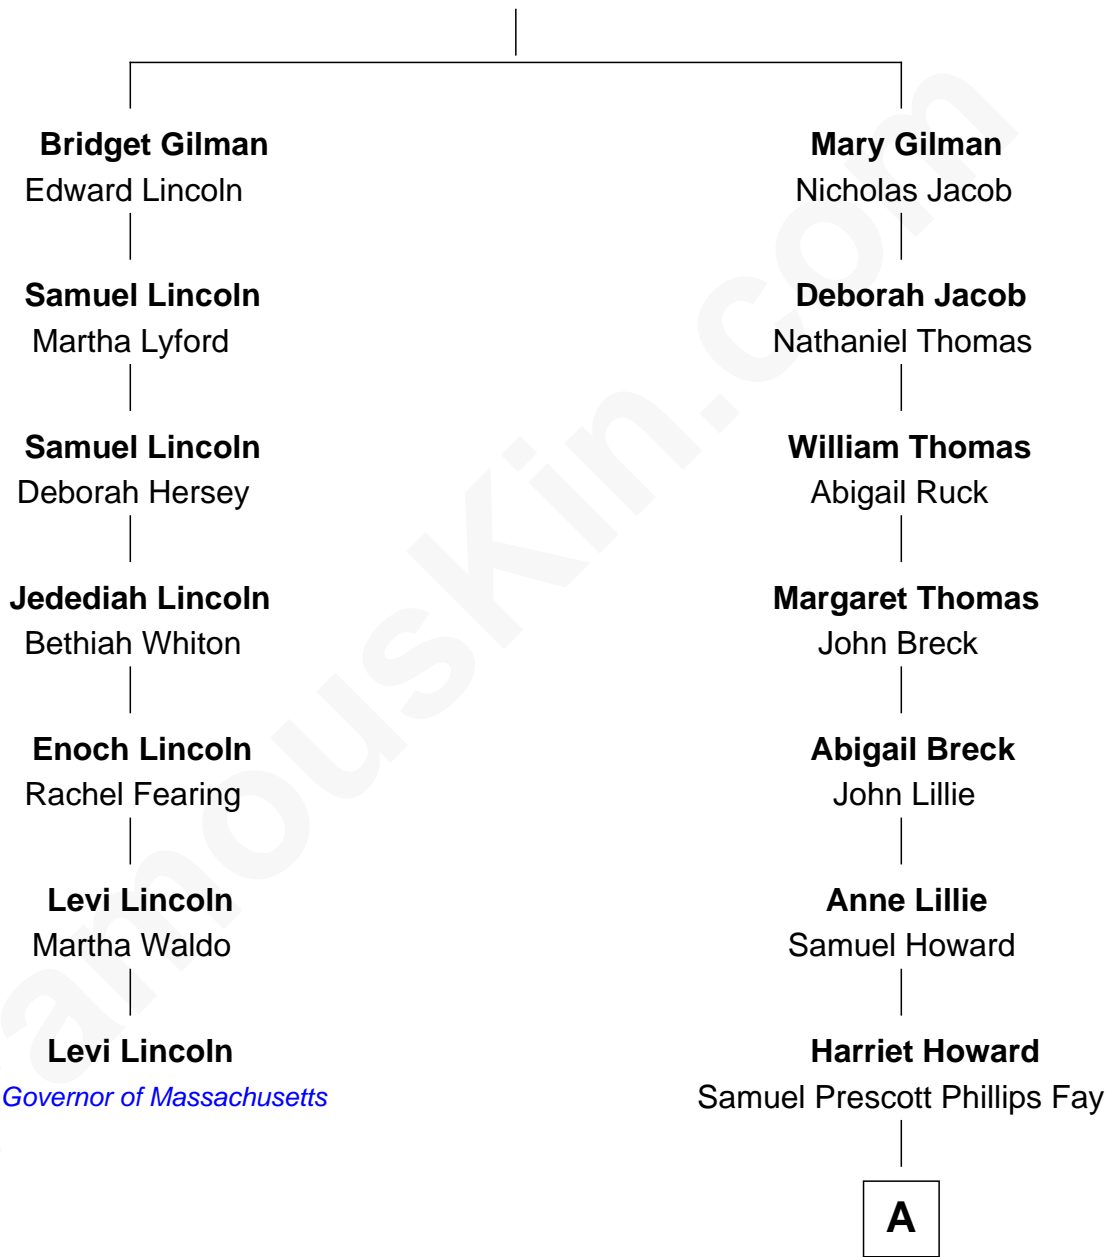 Bridget Gilman
Edward Lincoln
Samuel Lincoln
Martha Lyford
Samuel Lincoln
Deborah Hersey
Jedediah Lincoln
Bethiah Whiton
Enoch Lincoln
Rachel Fearing
Levi Lincoln
Martha Waldo
Levi Lincoln
Governor of Massachusetts
Mary Gilman
Nicholas Jacob
Deborah Jacob
Nathaniel Thomas
William Thomas
Abigail Ruck
Margaret Thomas
John Breck
Abigail Breck
John Lillie
Anne Lillie
Samuel Howard
Harriet Howard
Samuel Prescott Phillips Fay
A
amouskin.com